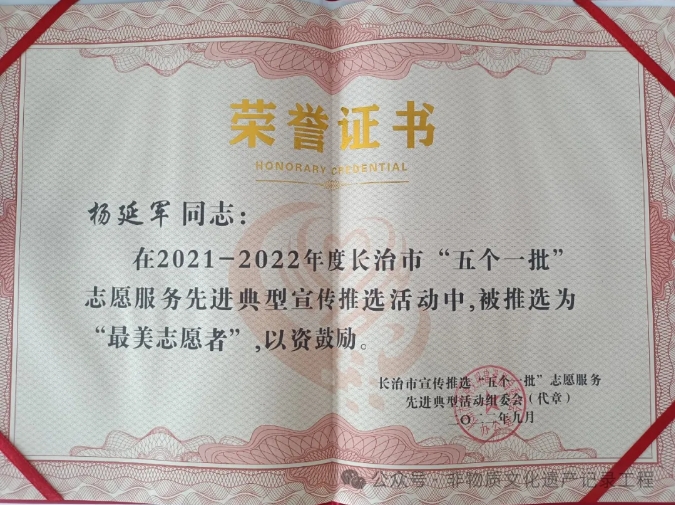 荣誉证书
HONORARY CREDENTIAL
杨延军 同志：
在2021-2022年度长治市“五个一批”
志愿服务先进典型宣传推选活动中,被推选为
“最美志愿者”,以资鼓励。
长治市宣传推选“五个一批”志愿服务
先进典型活动组委会（代章）
二〇二一年九月
公众号 · 非物质文化遗产记录工程